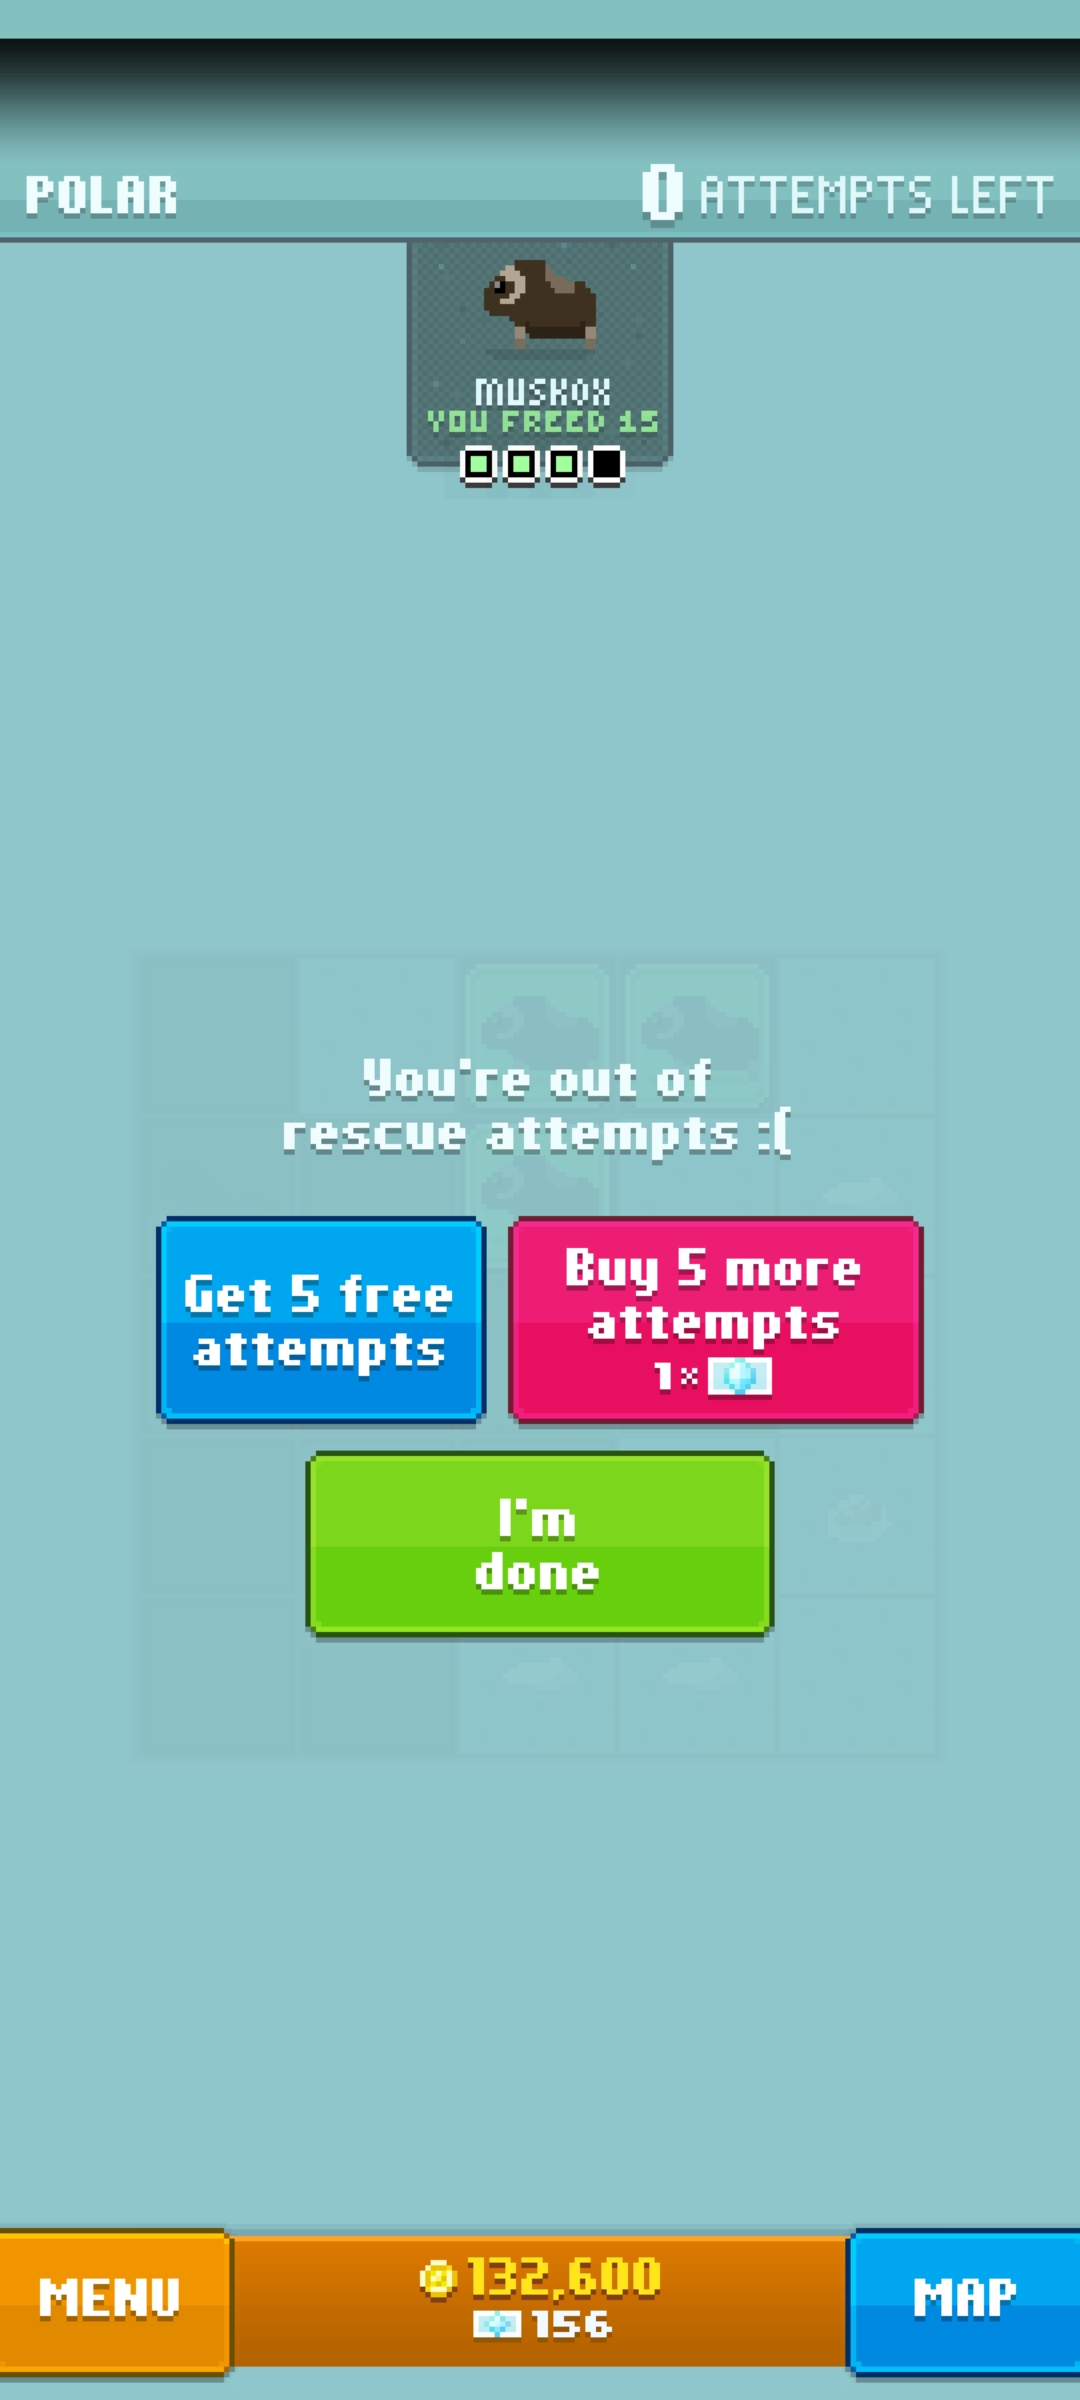 POLAR
0 ATTEMPTS LEFT
MUSKOX
YOU FREED 15
You're out of
rescue attempts :(
Get 5 free
attempts
Buy 5 more
attempts
1×
I'm
done
MENU
132,600
156
MAP